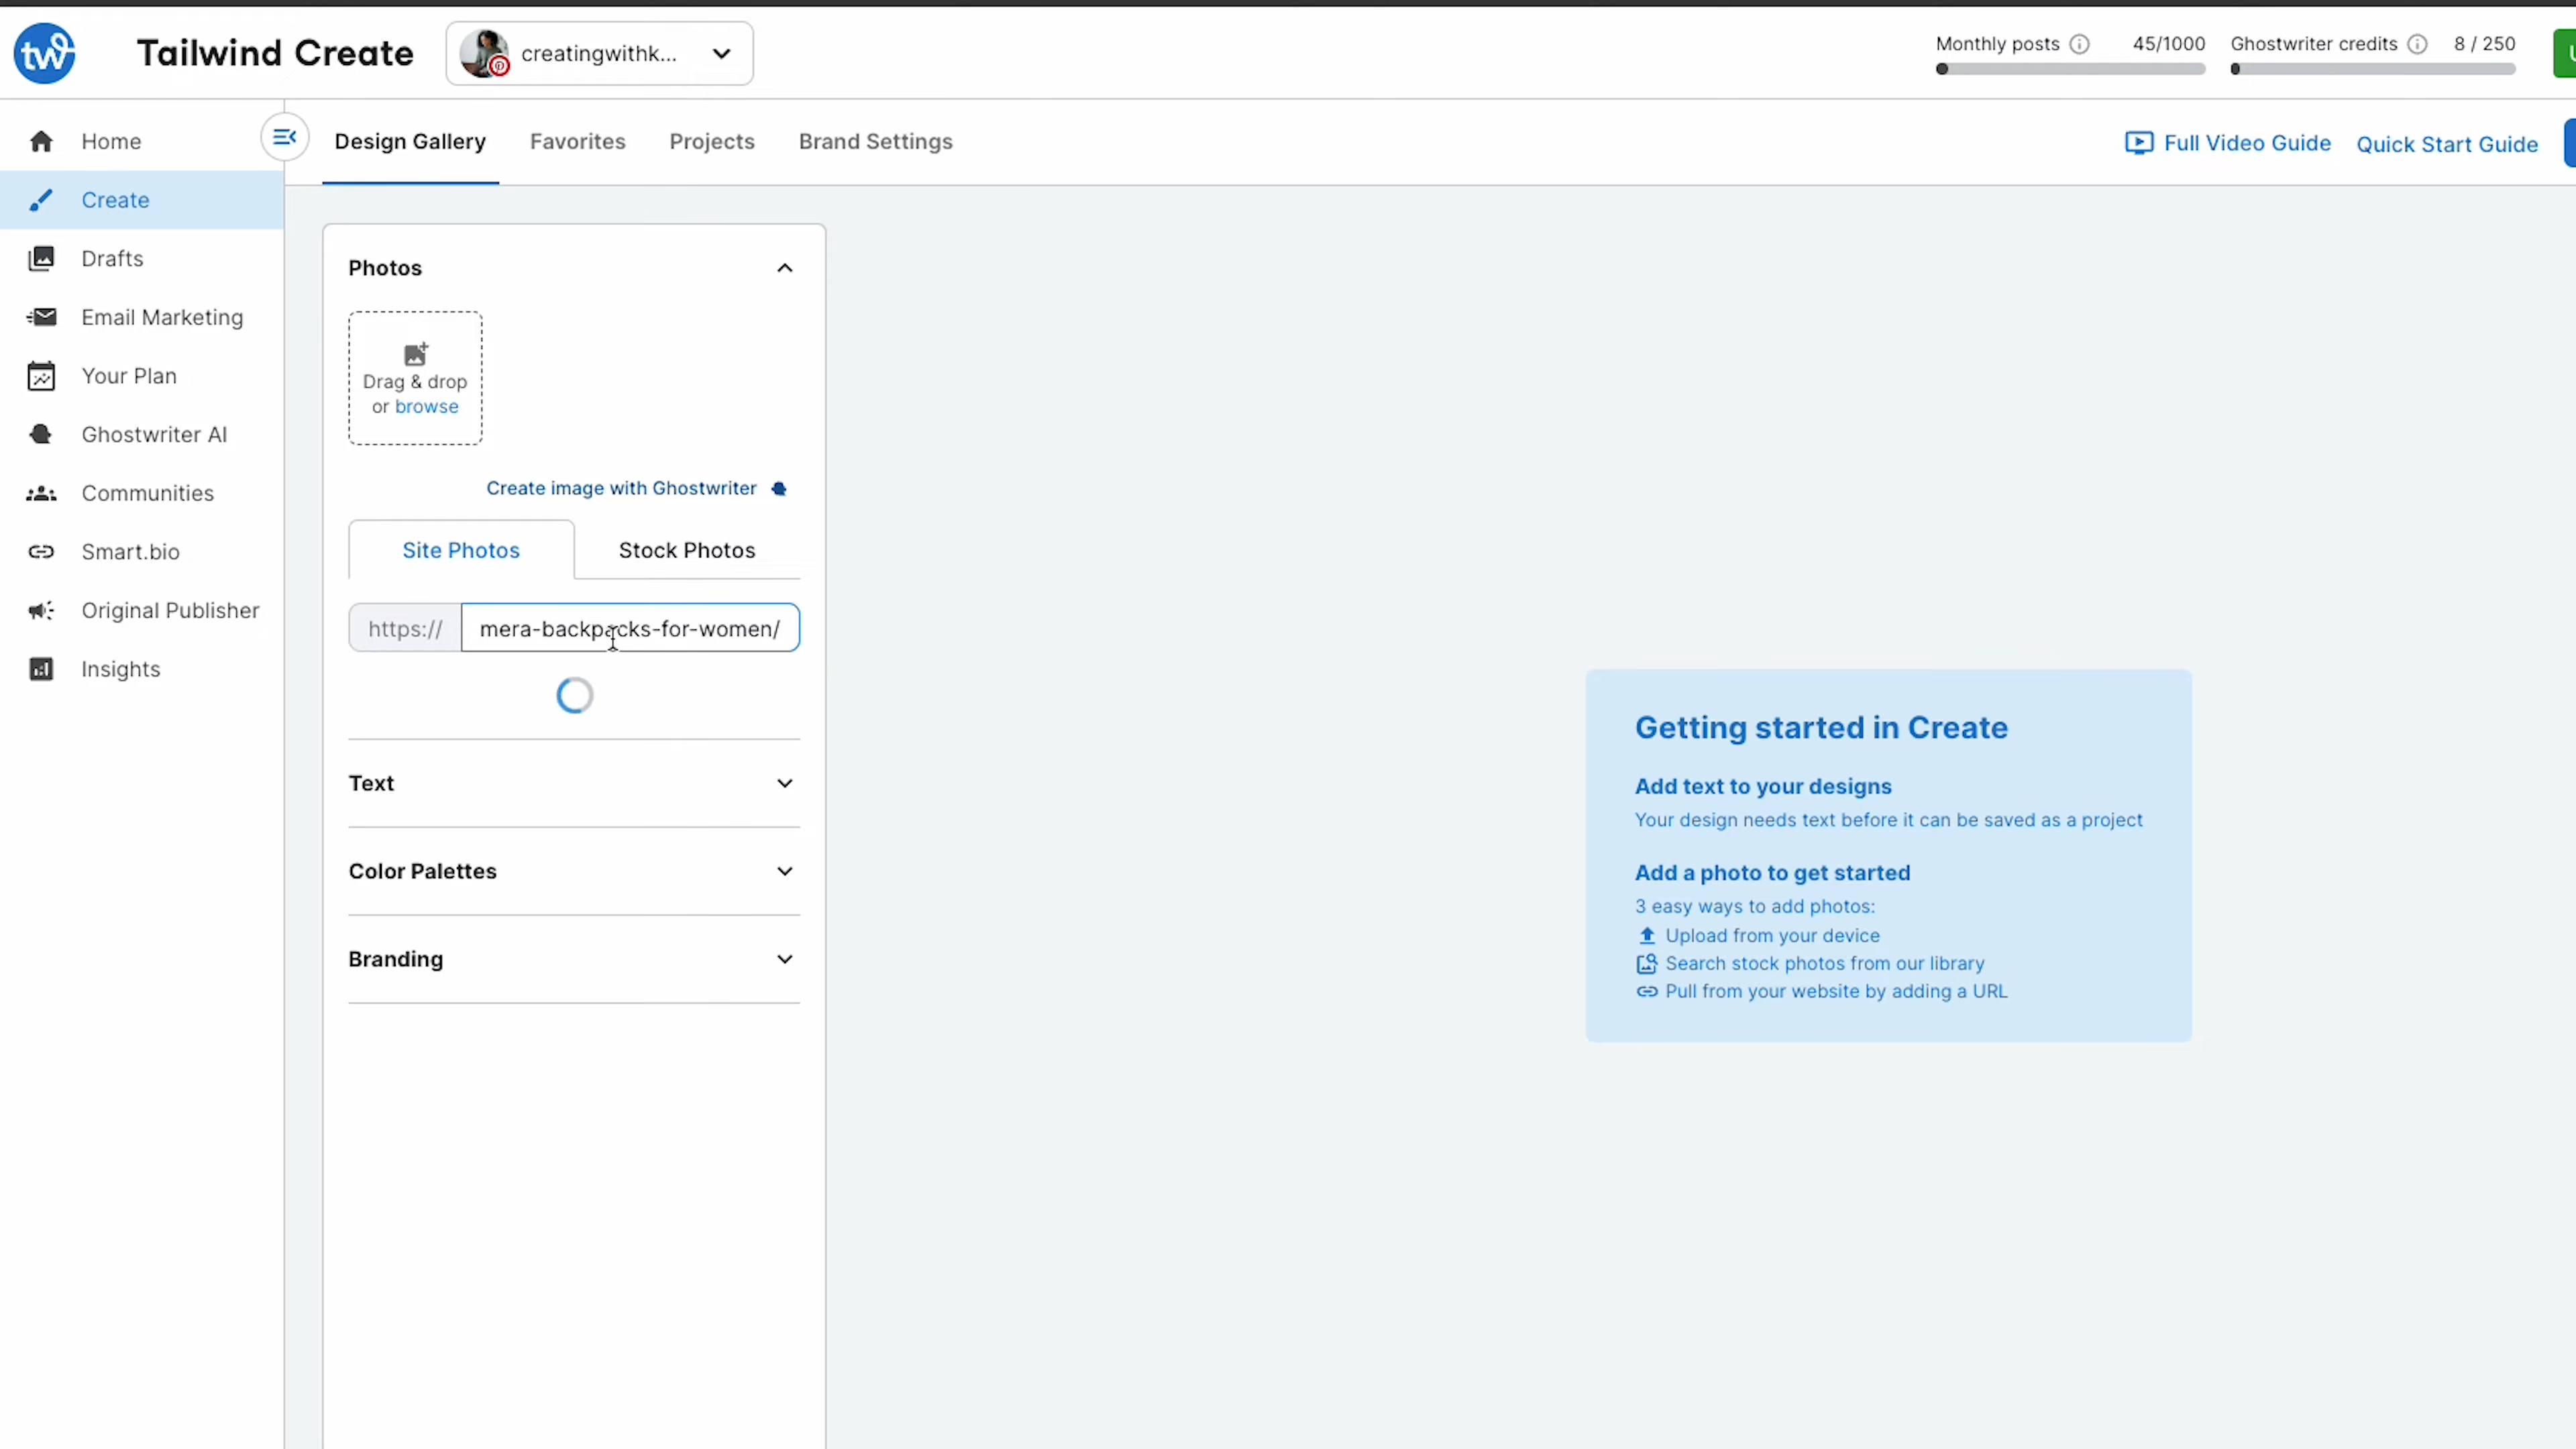 tw
Tailwind Create
creatingwithk...
Monthly posts 45/1000
Ghostwriter credits 8 / 250
Home
Create
Drafts
Email Marketing
Your Plan
Ghostwriter AI
Communities
Smart.bio
Original Publisher
Insights
Design Gallery
Favorites
Projects
Brand Settings
Full Video Guide
Quick Start Guide
Photos
Drag & drop
or browse
Create image with Ghostwriter
Site Photos
Stock Photos
https:// mera-backpacks-for-women/
Text
Color Palettes
Branding
Getting started in Create
Add text to your designs
Your design needs text before it can be saved as a project
Add a photo to get started
3 easy ways to add photos:
Upload from your device
Search stock photos from our library
Pull from your website by adding a URL